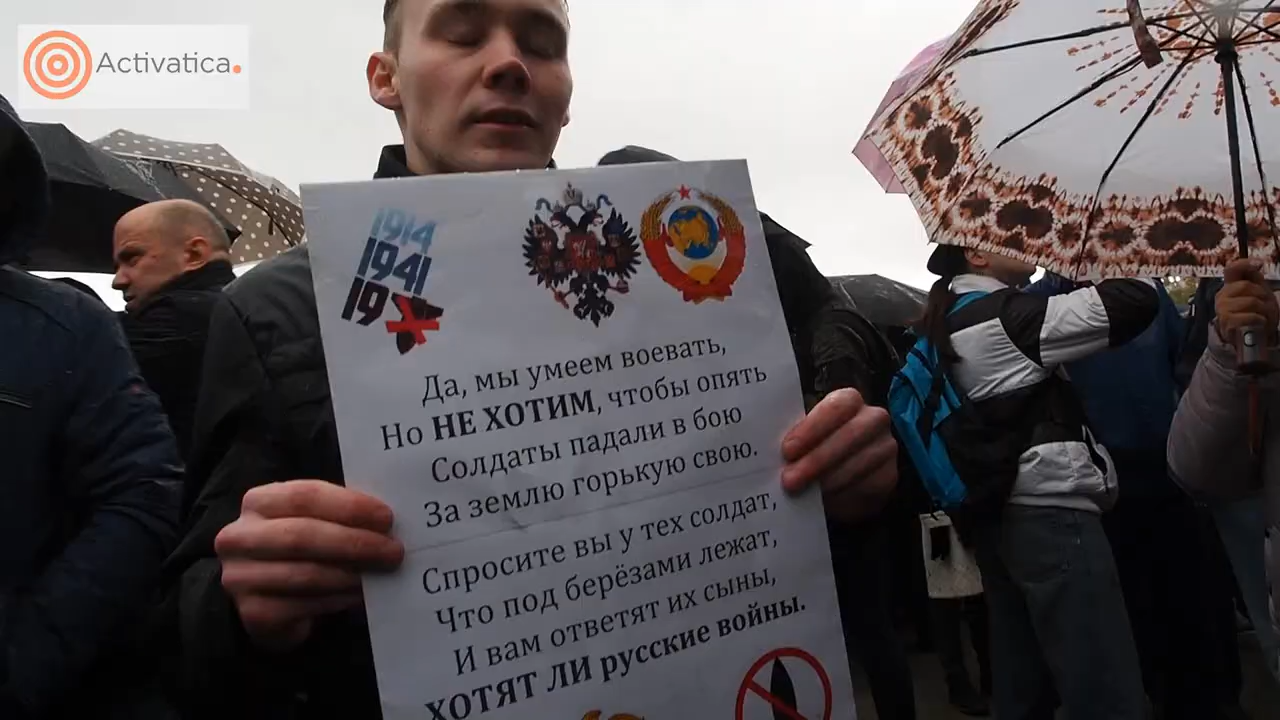 Activatica.
1914
1941
19
Да, мы умеем воевать,
Но НЕ ХОТИМ, чтобы опять
Солдаты падали в бою
За землю горькую свою.
Спросите вы у тех солдат,
Что под берёзами лежат,
И вам ответят их сыны,
ХОТЯТ ЛИ русские войны.